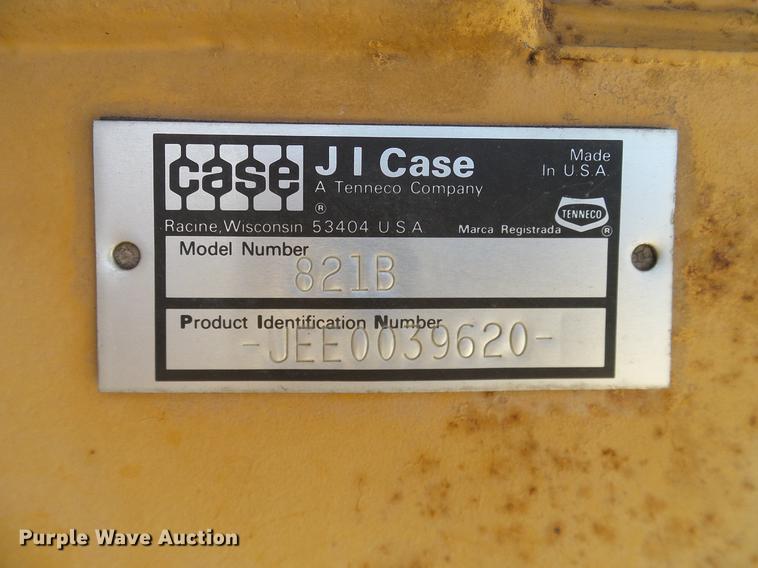 case
J I Case
A Tenneco Company
®
Made
In U.S.A.
TENNECO
®
Racine, Wisconsin 53404 U S A
Marca Registrada
Model Number
821B
Product Identification Number
-JEE0039620-
Purple Wave Auction